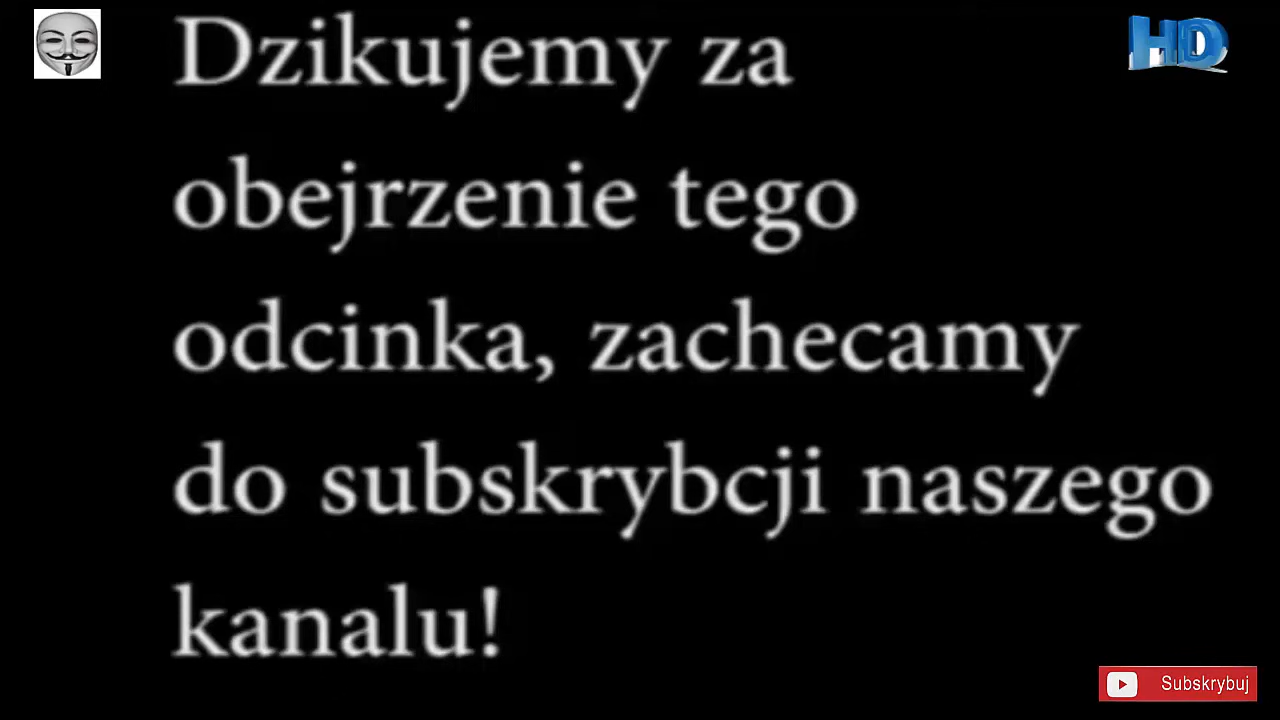 HD
Dzikujemy za
obejrzenie tego
odcinka, zachecamy
do subskrybcji naszego
kanalu!
Subskrybuj